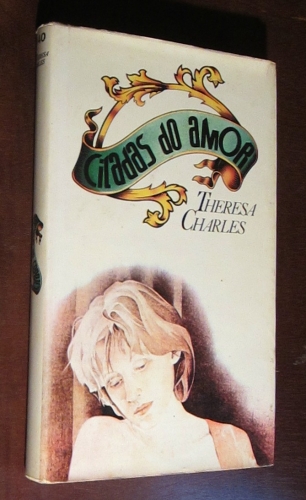 Ciladas do AMOR
THERESA
CHARLES